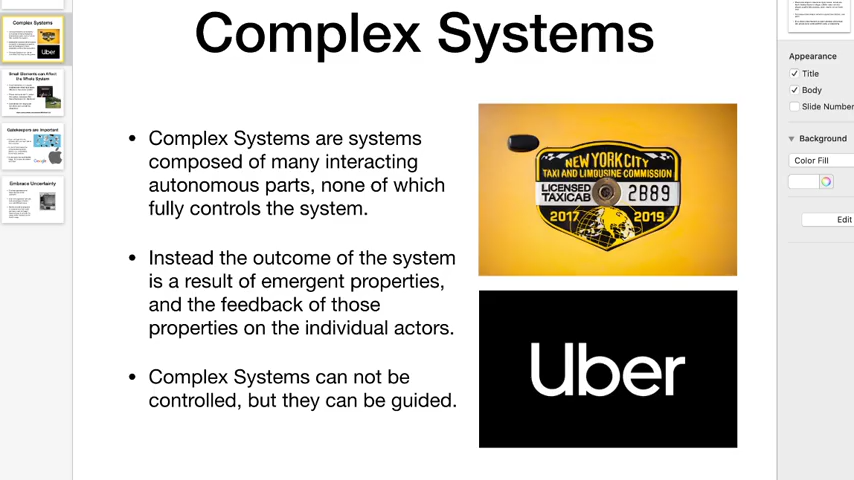 Complex Systems
Complex Systems
Small Elements can Affect
the Whole System
Gatekeepers are Important
Google
Embrace Uncertainty
Uber
• Complex Systems are systems
composed of many interacting
autonomous parts, none of which
fully controls the system.
• Instead the outcome of the system
is a result of emergent properties,
and the feedback of those
properties on the individual actors.
• Complex Systems can not be
controlled, but they can be guided.
NEW YORK CITY
TAXI AND LIMOUSINE COMMISSION
LICENSED
TAXICAB
2B89
2017 2019
Uber
Appearance
Title
Body
Slide Number
Background
Color Fill
Edit